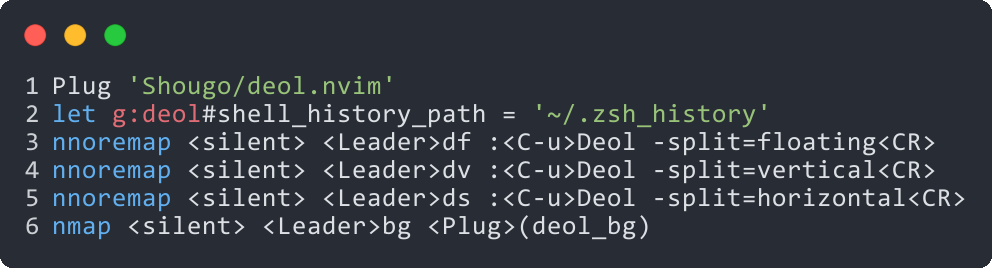 1 Plug 'Shougo/deol.nvim'
2 let g:deol#shell_history_path = '~/.zsh_history'
3 nnoremap <silent> <Leader>df :<C-u>Deol -split=floating<CR>
4 nnoremap <silent> <Leader>dv :<C-u>Deol -split=vertical<CR>
5 nnoremap <silent> <Leader>ds :<C-u>Deol -split=horizontal<CR>
6 nmap <silent> <Leader>bg <Plug>(deol_bg)